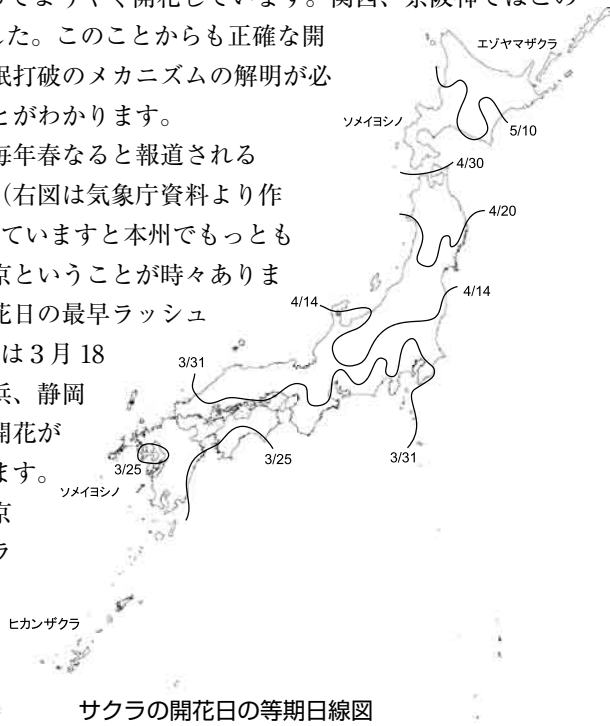 ってようやく開花しています。関西、京阪神ではどの
した。このことからも正確な開
眠打破のメカニズムの解明が必
とがわかります。
毎年春なると報道される
(右図は気象庁資料より作
ていますと本州でもっとも
京ということが時々ありま
花日の最早ラッシュ
は3月18
浜、静岡
開花が
ます。
京
ラ
エゾヤマザクラ
ソメイヨシノ
5/10
4/30
4/20
4/14
4/14
3/31
3/25
3/25
3/31
ソメイヨシノ
ヒカンザクラ
サクラの開花日の等期日線図